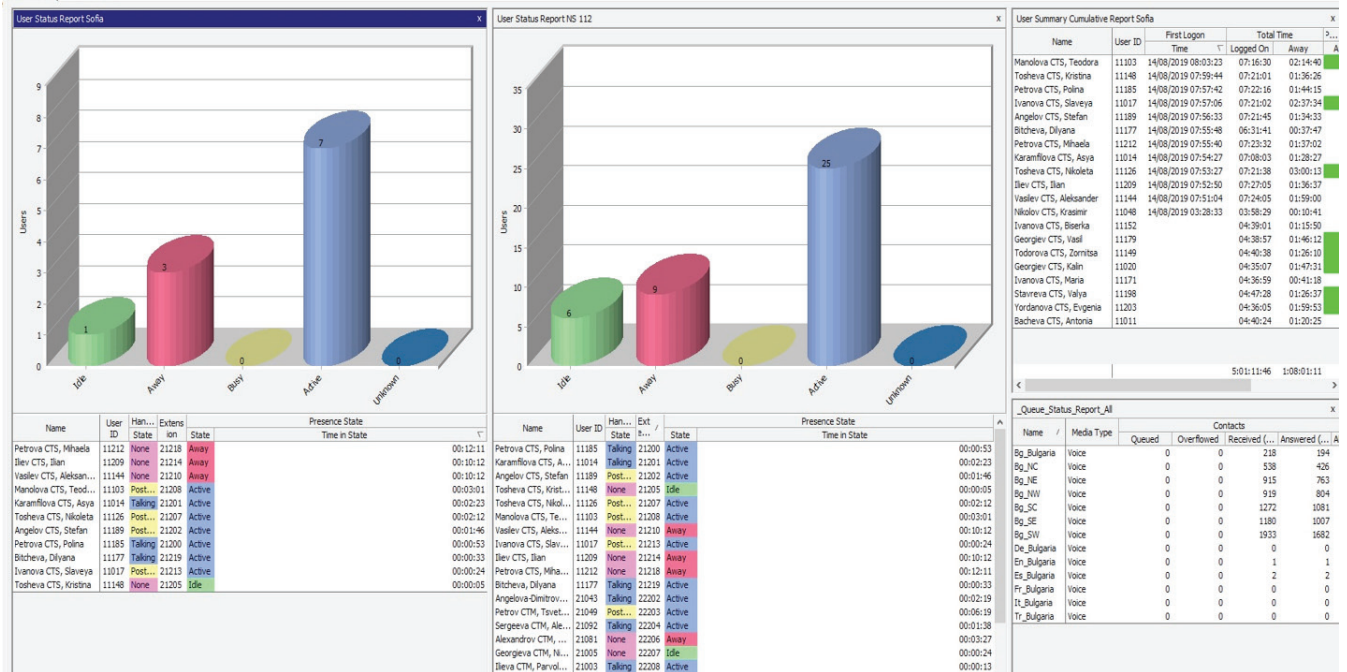 User Status Report Sofia x
9
8
7
6
5
4
3
2
1
0
Users
1
3
0
7
0
Idle
Away
Busy
Active
Unknown
Name User ID Han... State Extens ion Presence State
State Time in State
Petrova CTS, Mihaela 11212 None 21218 Away 00:12:11
Iliev CTS, Ilian 11209 None 21214 Away 00:10:12
Vasilev CTS, Aleksan... 11144 None 21210 Away 00:10:12
Manolova CTS, Teod... 11103 Post... 21208 Active 00:03:01
Karamfilova CTS, Asya 11014 Talking 21201 Active 00:02:23
Tosheva CTS, Nikoleta 11126 Post... 21207 Active 00:02:12
Angelov CTS, Stefan 11189 Post... 21202 Active 00:01:46
Petrova CTS, Polina 11185 Talking 21200 Active 00:00:53
Bitcheva, Dilyana 11177 Talking 21219 Active 00:00:33
Ivanova CTS, Slaveya 11017 Post... 21213 Active 00:00:24
Tosheva CTS, Kristina 11148 None 21205 Idle 00:00:05
User Status Report NS 112 x
35
30
25
20
15
10
5
0
Users
6
9
0
25
0
Idle
Away
Busy
Active
Unknown
Name User ID Han... State Ext Presence State
State Time in State
Petrova CTS, Polina 11185 Talking 21200 Active 00:00:53
Karamfilova CTS, A... 11014 Talking 21201 Active 00:02:23
Angelov CTS, Stefan 11189 Post... 21202 Active 00:01:46
Tosheva CTS, Krist... 11148 None 21205 Idle 00:00:05
Tosheva CTS, Nikol... 11126 Post... 21207 Active 00:02:12
Manolova CTS, Te... 11103 Post... 21208 Active 00:03:01
Vasilev CTS, Aleks... 11144 None 21210 Away 00:10:12
Ivanova CTS, Slav... 11017 Post... 21213 Active 00:00:24
Iliev CTS, Ilian 11209 None 21214 Away 00:10:12
Petrova CTS, Miha... 11212 None 21218 Away 00:12:11
Bitcheva, Dilyana 11177 Talking 21219 Active 00:00:33
Angelova-Dimitrov... 21043 Talking 22202 Active 00:02:19
Petrov CTM, Tsvet... 21049 Post... 22203 Active 00:06:19
Sergeeva CTM, Ale... 21092 Talking 22204 Active 00:01:38
Alexandrov CTM, ... 21081 None 22206 Away 00:03:27
Georgieva CTM, Ni... 21005 None 22207 Idle 00:00:24
Ilieva CTM, Parvol... 21003 Talking 22208 Active 00:00:13
User Summary Cumulative Report Sofia x
Name User ID First Logon Total Time
Time Logged On Away A
Manolova CTS, Teodora 11103 14/08/2019 08:03:23 07:16:30 02:14:40
Tosheva CTS, Kristina 11148 14/08/2019 07:59:44 07:21:01 01:36:26
Petrova CTS, Polina 11185 14/08/2019 07:57:42 07:22:16 01:44:15
Ivanova CTS, Slaveya 11017 14/08/2019 07:57:06 07:21:02 02:37:34
Angelov CTS, Stefan 11189 14/08/2019 07:56:33 07:21:45 01:34:33
Bitcheva, Dilyana 11177 14/08/2019 07:55:48 06:31:41 00:37:47
Petrova CTS, Mihaela 11212 14/08/2019 07:55:40 07:23:32 01:37:02
Karamfilova CTS, Asya 11014 14/08/2019 07:54:27 07:08:03 01:28:27
Tosheva CTS, Nikoleta 11126 14/08/2019 07:53:27 07:21:38 03:00:13
Iliev CTS, Ilian 11209 14/08/2019 07:52:50 07:27:05 01:36:37
Vasilev CTS, Aleksander 11144 14/08/2019 07:51:04 07:24:05 01:59:00
Nikolov CTS, Krasimir 11048 14/08/2019 03:28:33 03:58:29 00:10:41
Ivanova CTS, Biserka 11152 04:39:01 01:15:50
Georgiev CTS, Vasil 11179 04:38:57 01:46:12
Todorova CTS, Zornitsa 11149 04:40:38 01:26:10
Georgiev CTS, Kalin 11020 04:35:07 01:47:31
Ivanova CTS, Maria 11171 04:36:59 00:41:18
Stavreva CTS, Valya 11198 04:47:28 01:26:37
Yordanova CTS, Evgenia 11203 04:36:05 01:59:53
Bacheva CTS, Antonia 11011 04:40:24 01:20:25
5:01:11:46 1:08:01:11
_Queue_Status_Report_All x
Name / Media Type Contacts
Queued Overflowed Received (... Answered (... A
Bg_Bulgaria Voice 0 0 218 194
Bg_NC Voice 0 0 538 426
Bg_NE Voice 0 0 915 763
Bg_NW Voice 0 0 919 804
Bg_SC Voice 0 0 1272 1081
Bg_SE Voice 0 0 1180 1007
Bg_SW Voice 0 0 1933 1682
De_Bulgaria Voice 0 0 0 0
En_Bulgaria Voice 0 0 1 1
Es_Bulgaria Voice 0 0 2 2
Fr_Bulgaria Voice 0 0 0 0
It_Bulgaria Voice 0 0 0 0
Tr_Bulgaria Voice 0 0 0 0